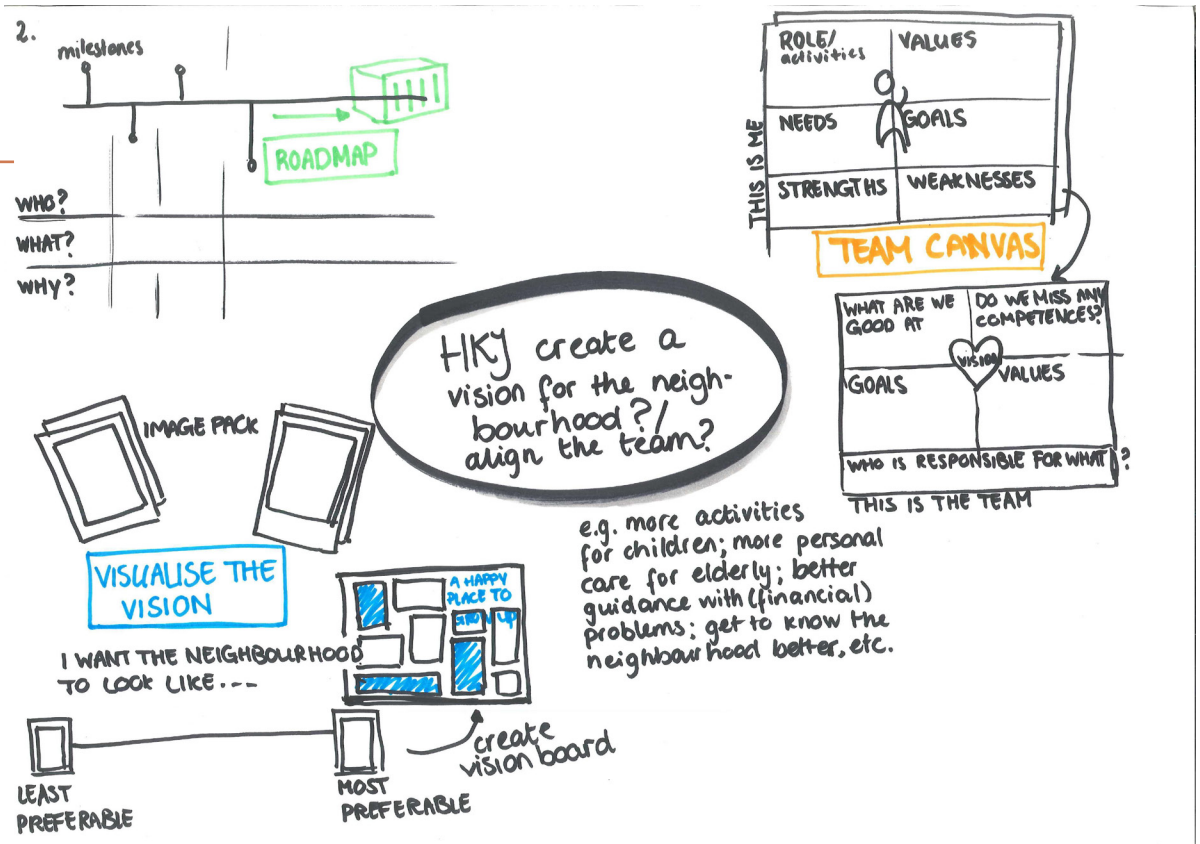 2.
milestones
ROADMAP
WHO?
WHAT?
WHY?
ROLE/
activities
VALUES
NEEDS
GOALS
STRENGTHS
WEAKNESSES
THIS IS ME
TEAM CANVAS
WHAT ARE WE
GOOD AT
DO WE MISS ANY
COMPETENCES?
VISION
GOALS
VALUES
WHO IS RESPONSIBLE FOR WHAT?
THIS IS THE TEAM
HKJ create a
vision for the neigh-
bourhood?/
align the team?
e.g. more activities
for children; more personal
care for elderly; better
guidance with (financial)
problems; get to know the
neighbourhood better, etc.
IMAGE PACK
VISUALISE THE
VISION
I WANT THE NEIGHBOURHOOD
TO LOOK LIKE...
A HAPPY
PLACE TO
GROW UP
create
vision board
LEAST
PREFERABLE
MOST
PREFERABLE